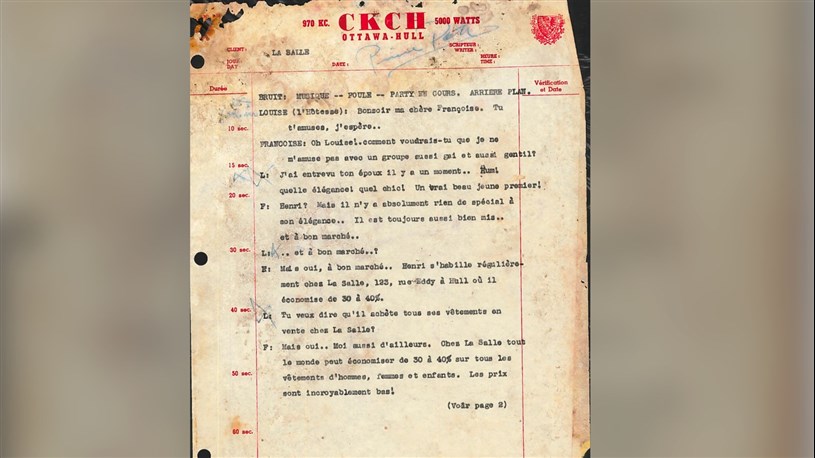 970 KC. CKCH 5000 WATTS
OTTAWA-HULL
CLIENT: LA SALLE
SCRIPTEUR:
WRITER:
JOUR:
DAY
DATE:
HEURE:
TIME:
Durée
Vérification
et Date
BRUIT: MUSIQUE -- FOULE -- PARTY EN COURS. ARRIERE PLAN.
LOUISE (l'Hôtesse): Bonsoir ma chère Françoise. Tu
10 sec. t'amuses, j'espère..
FRANCOISE: Oh Louise!.comment voudrais-tu que je ne
m'amuse pas avec un groupe aussi gai et aussi gentil?
15 sec.
L: J'ai entrevu ton époux il y a un moment.. Humi
quelle élégance! quel chic! Un vrai beau jeune premier!
20 sec.
F: Henri? Mais il n'y a absolument rien de spécial à
son élégance.. Il est toujours aussi bien mis..
et à bon marché..
30 sec. L: .. et à bon marché..?
N: Mais oui, à bon marché.. Henri s'habille régulière-
ment chez La Salle, 193, rue Eddy à Hull où il
économise de 30 à 40%.
40 sec. L: Tu veux dire qu'il achète tous ses vêtements en
vente chez La Salle?
F: Mais oui.. Moi aussi d'ailleurs. Chez La Salle tout
le monde peut économiser de 30 à 40% sur tous les
50 sec. vêtements d'hommes, femmes et enfants. Les prix
sont incroyablement bas!
(Voir page 2)
60 sec.